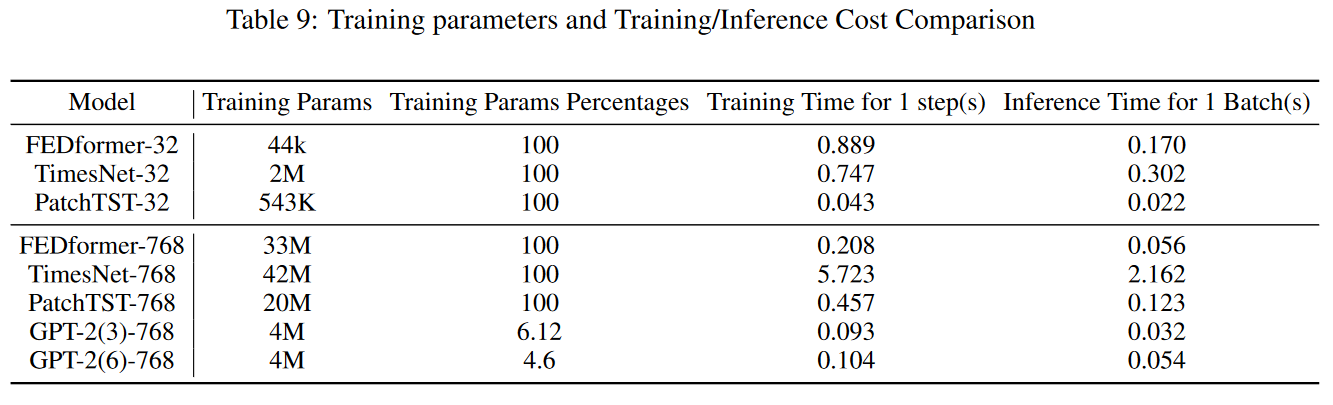 Table 9: Training parameters and Training/Inference Cost Comparison
Model Training Params Training Params Percentages Training Time for 1 step(s) Inference Time for 1 Batch(s)
FEDformer-32 44k 100 0.889 0.170
TimesNet-32 2M 100 0.747 0.302
PatchTST-32 543K 100 0.043 0.022
FEDformer-768 33M 100 0.208 0.056
TimesNet-768 42M 100 5.723 2.162
PatchTST-768 20M 100 0.457 0.123
GPT-2(3)-768 4M 6.12 0.093 0.032
GPT-2(6)-768 4M 4.6 0.104 0.054